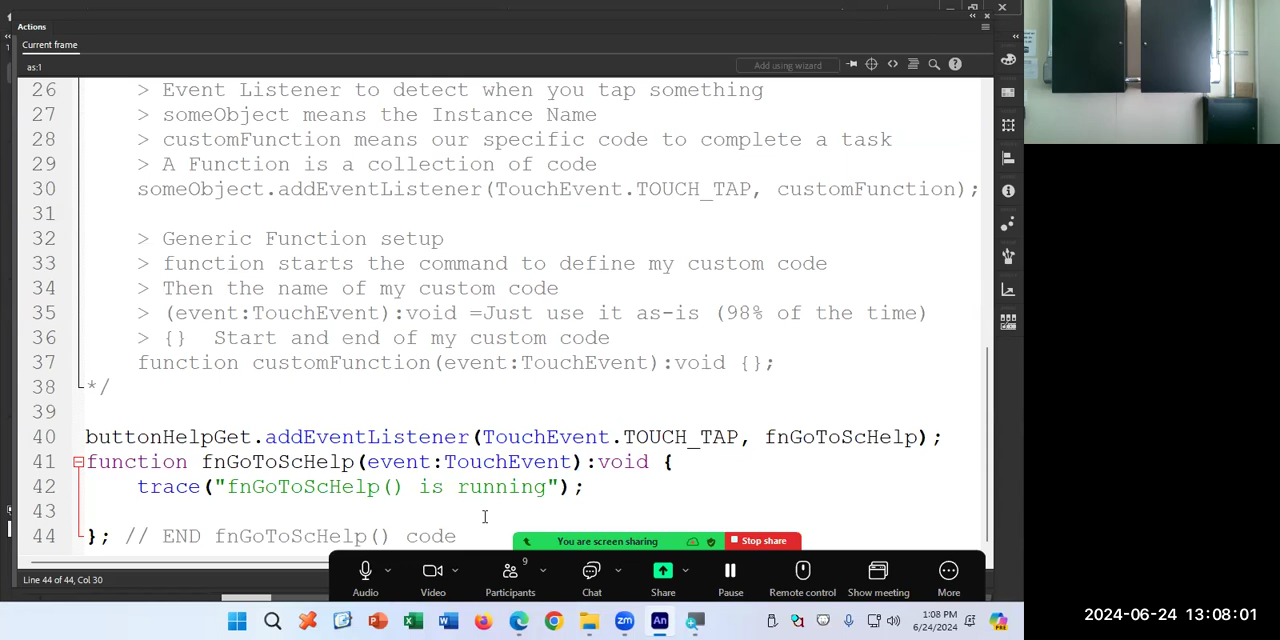 Actions
Current frame
as:1
Add using wizard
26 > Event Listener to detect when you tap something
27 > someObject means the Instance Name
28 > customFunction means our specific code to complete a task
29 > A Function is a collection of code
30 someObject.addEventListener(TouchEvent.TOUCH_TAP, customFunction);
31
32 > Generic Function setup
33 > function starts the command to define my custom code
34 > Then the name of my custom code
35 > (event:TouchEvent):void =Just use it as-is (98% of the time)
36 > {} Start and end of my custom code
37 function customFunction(event:TouchEvent):void {};
38 */
39
40 buttonHelpGet.addEventListener(TouchEvent.TOUCH_TAP, fnGoToScHelp);
41 function fnGoToScHelp(event:TouchEvent):void {
42 trace("fnGoToScHelp() is running");
43
44 }; // END fnGoToScHelp() code
You are screen sharing
Stop share
Line 44 of 44, Col 30
9
Audio
Video
Participants
Chat
Share
Pause
Remote control
Show meeting
More
1:08 PM
6/24/2024
2024-06-24 13:08:01